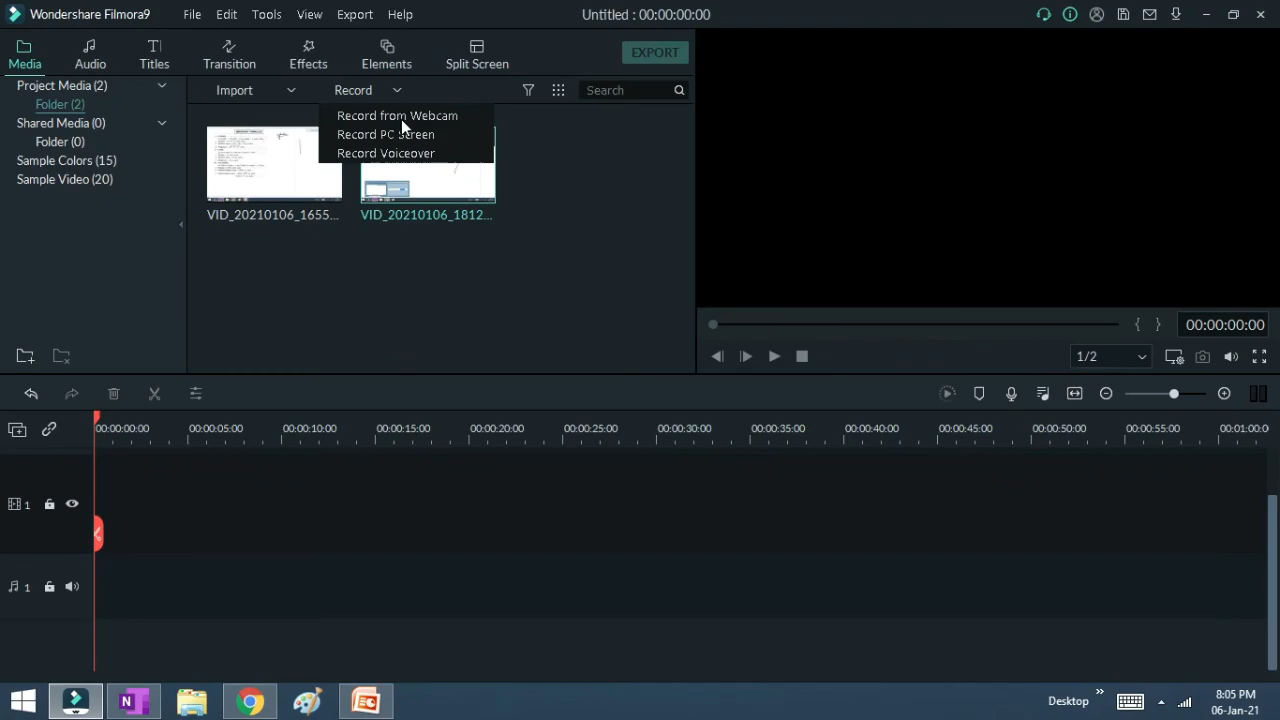 Wondershare Filmora9
File Edit Tools View Export Help
Untitled : 00:00:00:00
Media Audio Titles Transition Effects Elements Split Screen
EXPORT
Project Media (2)
Folder (2)
Shared Media (0)
Folder (0)
Sample Colors (15)
Sample Video (20)
Import Record Search
Record from Webcam
Record PC Screen
Record
VID_20210106_1655...
VID_20210106_1812...
{ } 00:00:00:00
1/2
00:00:00:00 00:00:05:00 00:00:10:00 00:00:15:00 00:00:20:00 00:00:25:00 00:00:30:00 00:00:35:00 00:00:40:00 00:00:45:00 00:00:50:00 00:00:55:00 00:01:00:0
1
1
Desktop
8:05 PM
06-Jan-21